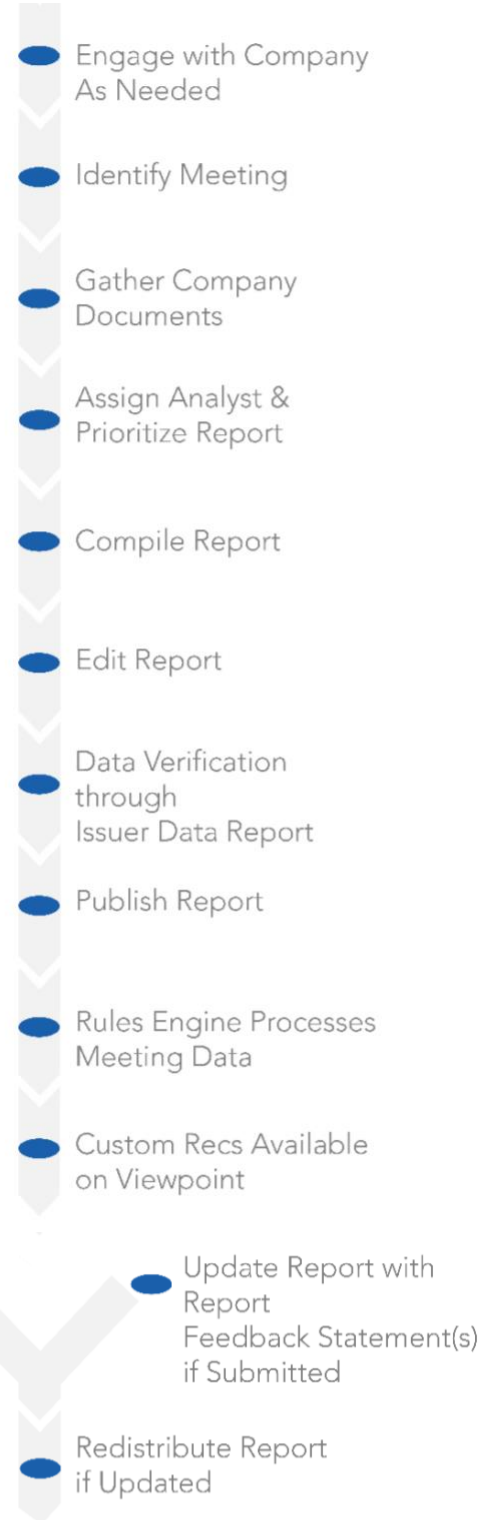 Engage with Company
As Needed
Identify Meeting
Gather Company
Documents
Assign Analyst &
Prioritize Report
Compile Report
Edit Report
Data Verification
through
Issuer Data Report
Publish Report
Rules Engine Processes
Meeting Data
Custom Recs Available
on Viewpoint
Update Report with
Report
Feedback Statement(s)
if Submitted
Redistribute Report
if Updated